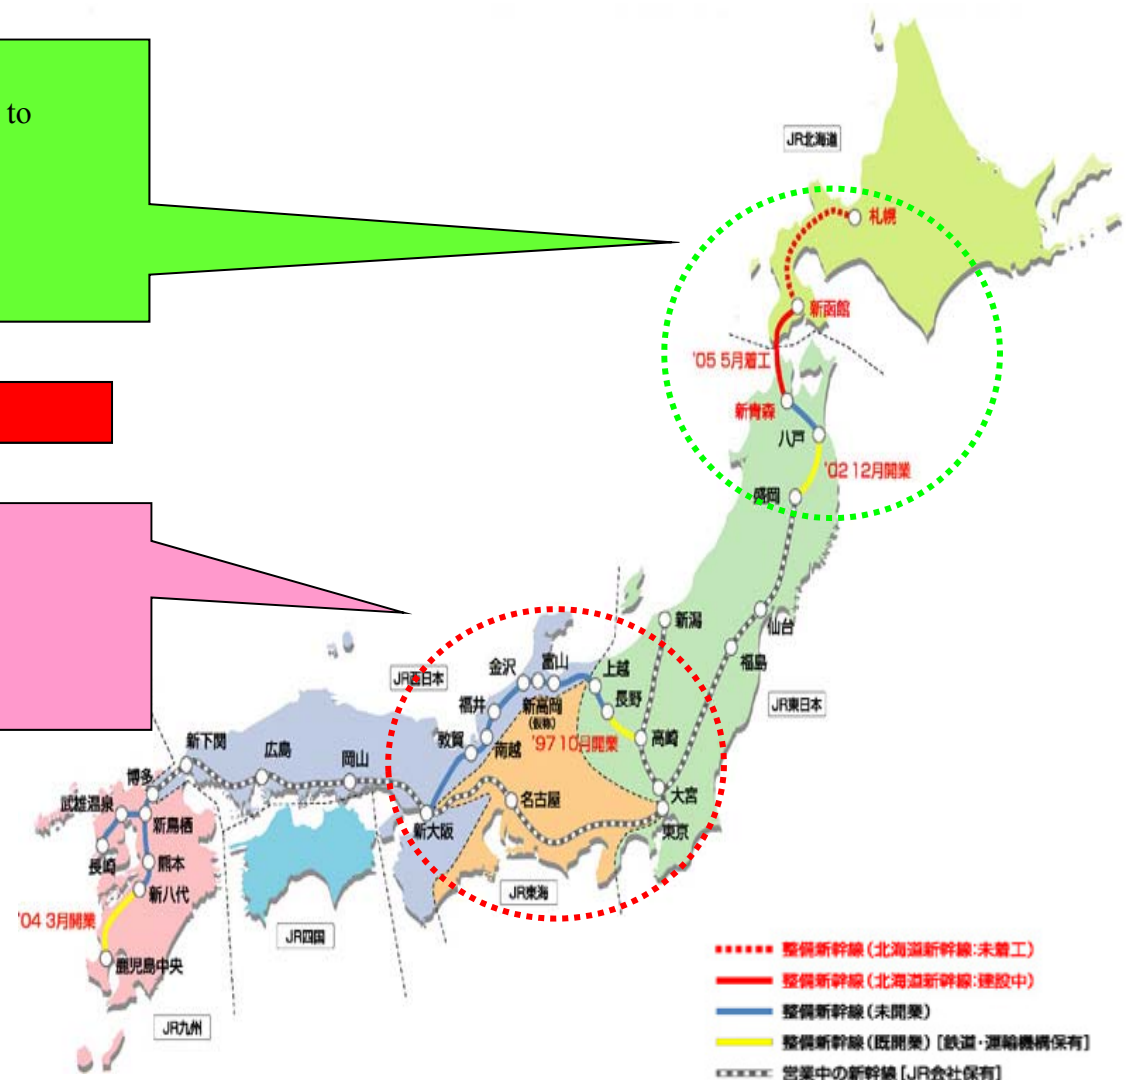 to
JR北海道
札幌
新函館
'05 5月着工
新青森
八戸
'02 12月開業
盛岡
新潟
仙台
福島
JR東日本
金沢
富山
上越
JR西日本
長野
福井
新高岡
(仮称)
敦賀
南越
'97 10月開業
高崎
新下関
広島
岡山
博多
大宮
武雄温泉
名古屋
新鳥栖
新大阪
東京
長崎
熊本
新八代
JR東海
'04 3月開業
JR四国
鹿児島中央
JR九州
整備新幹線(北海道新幹線:未着工)
整備新幹線(北海道新幹線:建設中)
整備新幹線(未開業)
整備新幹線(既開業)[鉄道・運輸機構保有]
営業中の新幹線[JR会社保有]